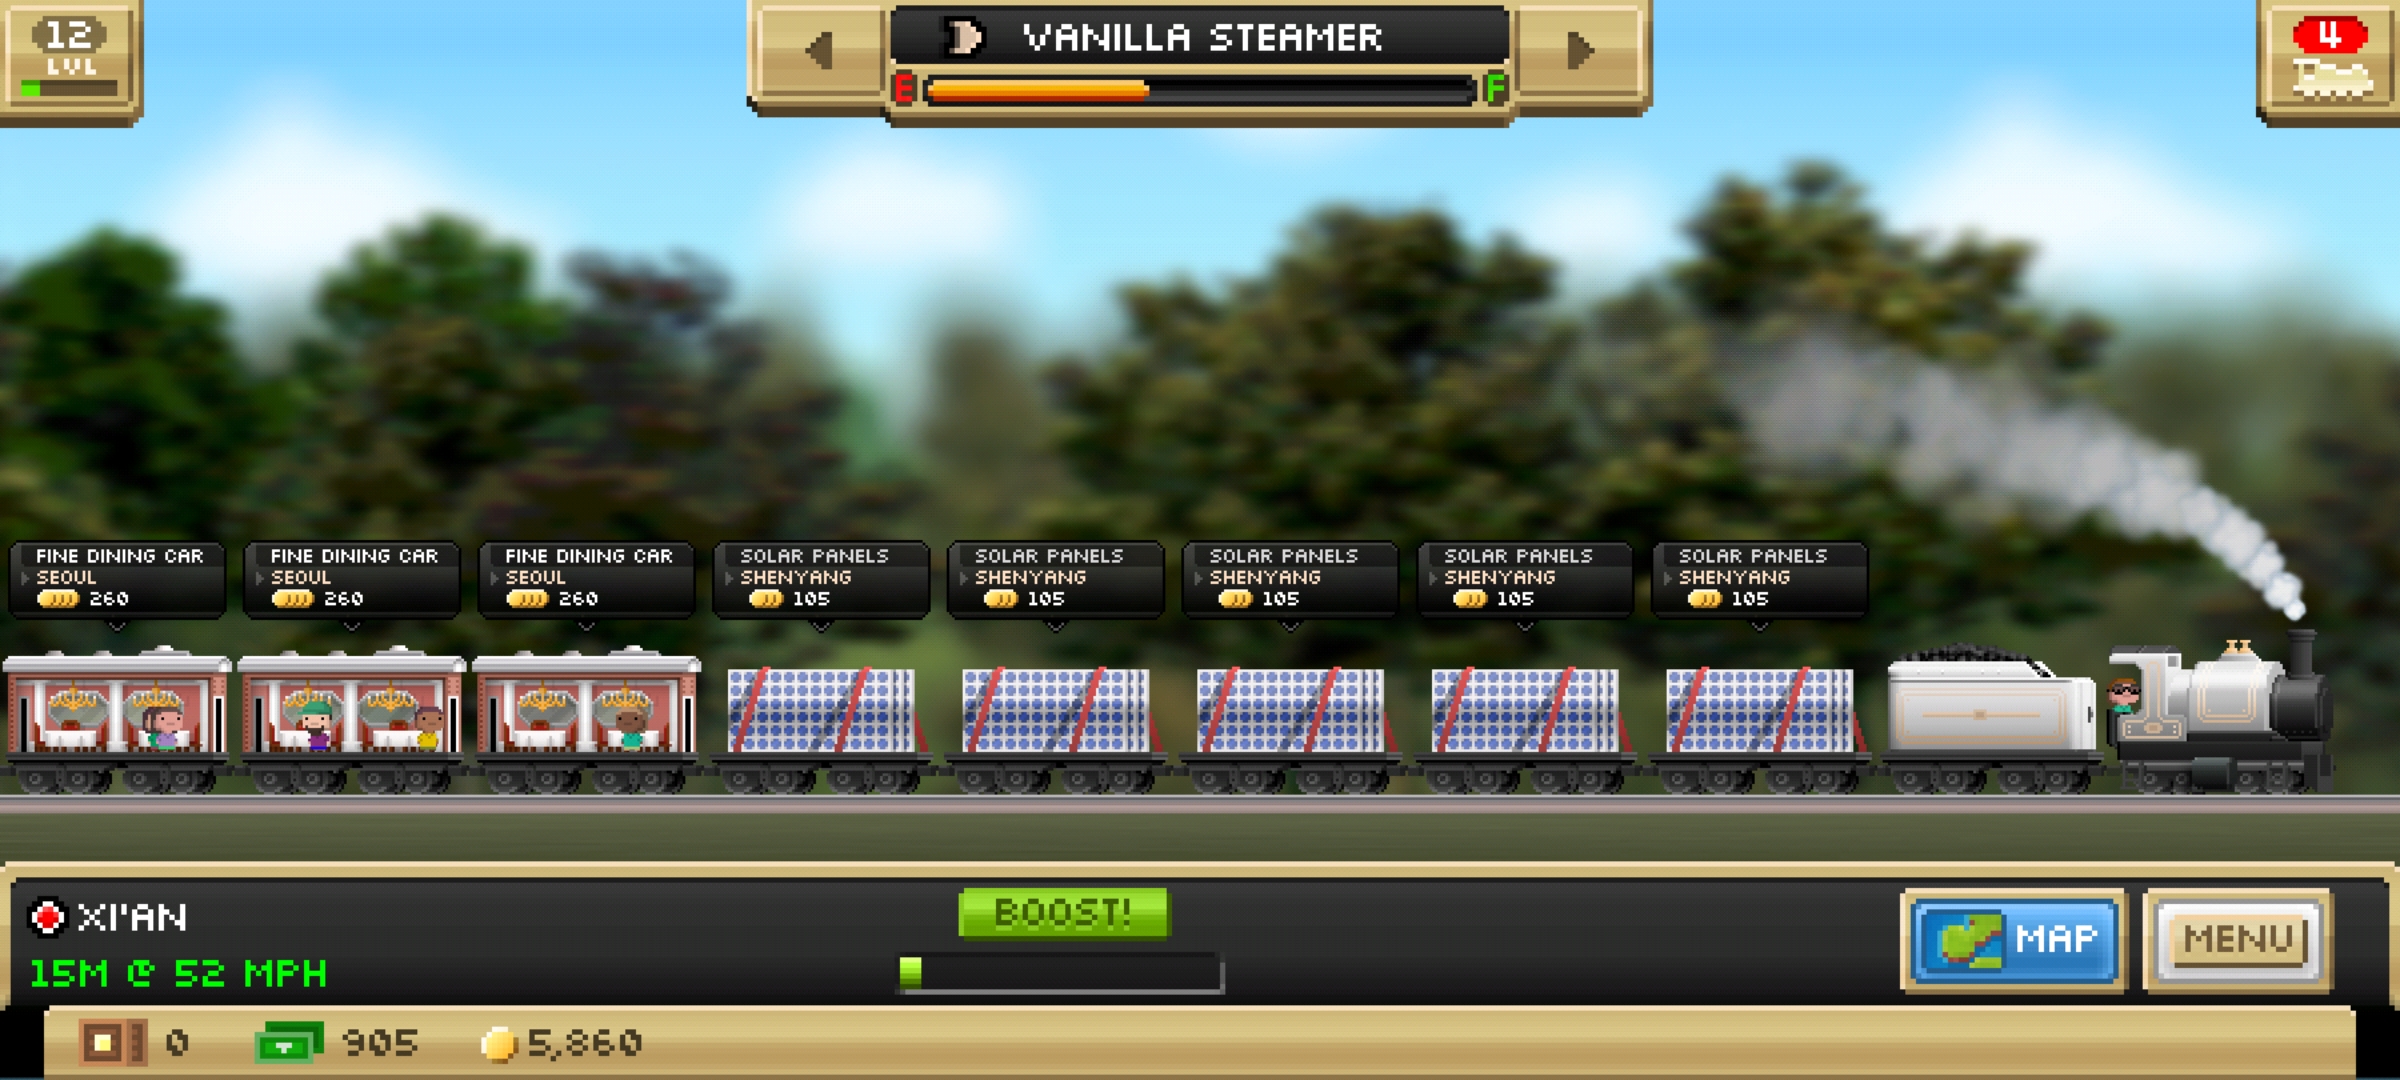 12
LVL
VANILLA STEAMER
E F
4
FINE DINING CAR
SEOUL
260
FINE DINING CAR
SEOUL
260
FINE DINING CAR
SEOUL
260
SOLAR PANELS
SHENYANG
105
SOLAR PANELS
SHENYANG
105
SOLAR PANELS
SHENYANG
105
SOLAR PANELS
SHENYANG
105
SOLAR PANELS
SHENYANG
105
XI'AN
15M @ 52 MPH
BOOST!
MAP
MENU
0
905
5,860